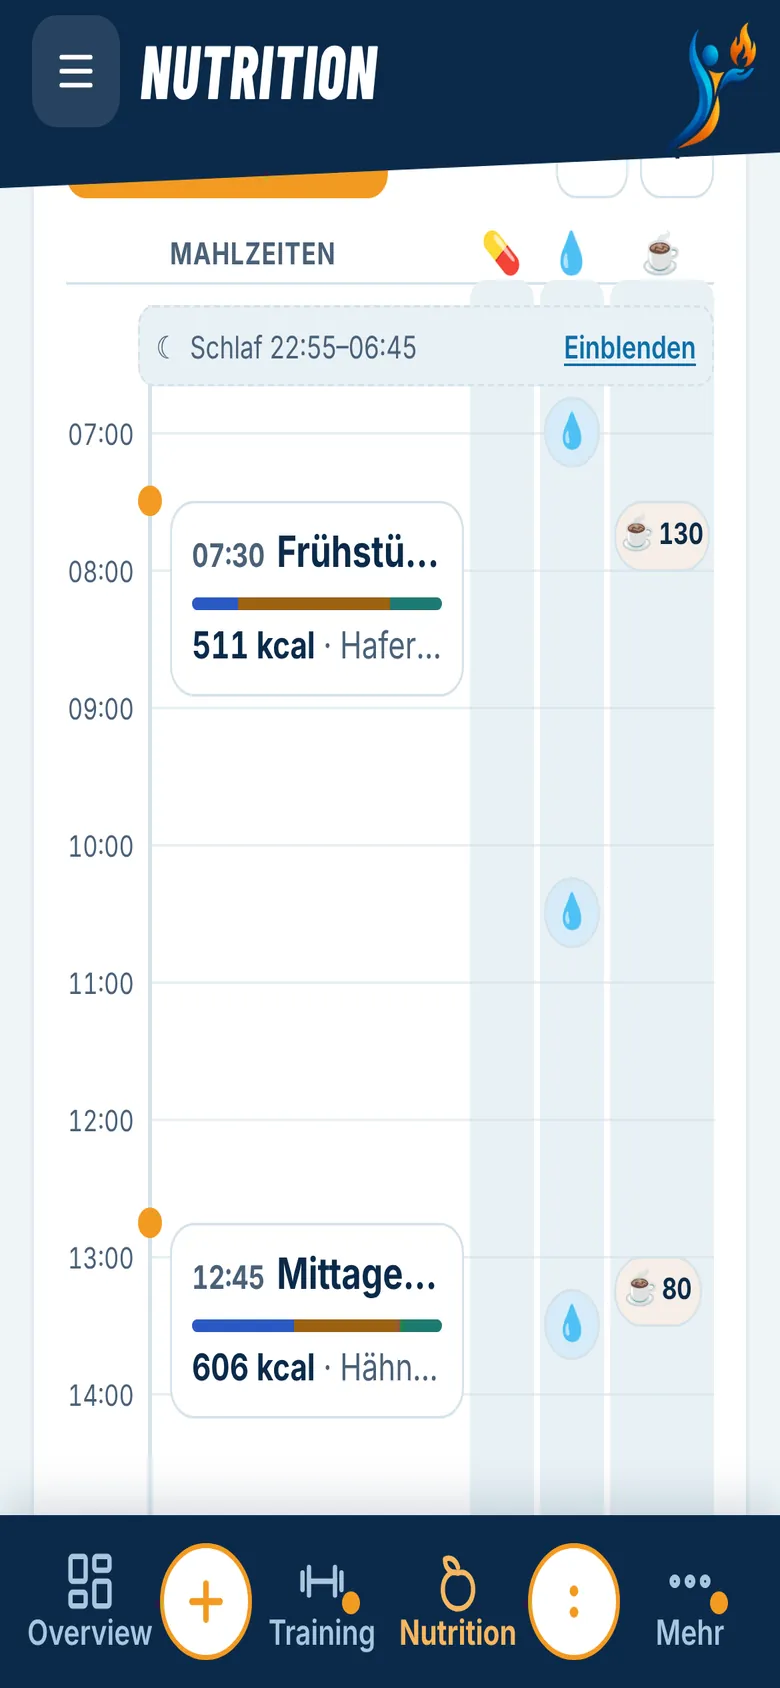 NUTRITION
MAHLZEITEN
Schlaf 22:55–06:45 Einblenden
07:00
07:30 Frühstü...
130
08:00
511 kcal · Hafer...
09:00
10:00
11:00
12:00
13:00
12:45 Mittage...
80
606 kcal · Hähn...
14:00
Overview
Training
Nutrition
Mehr